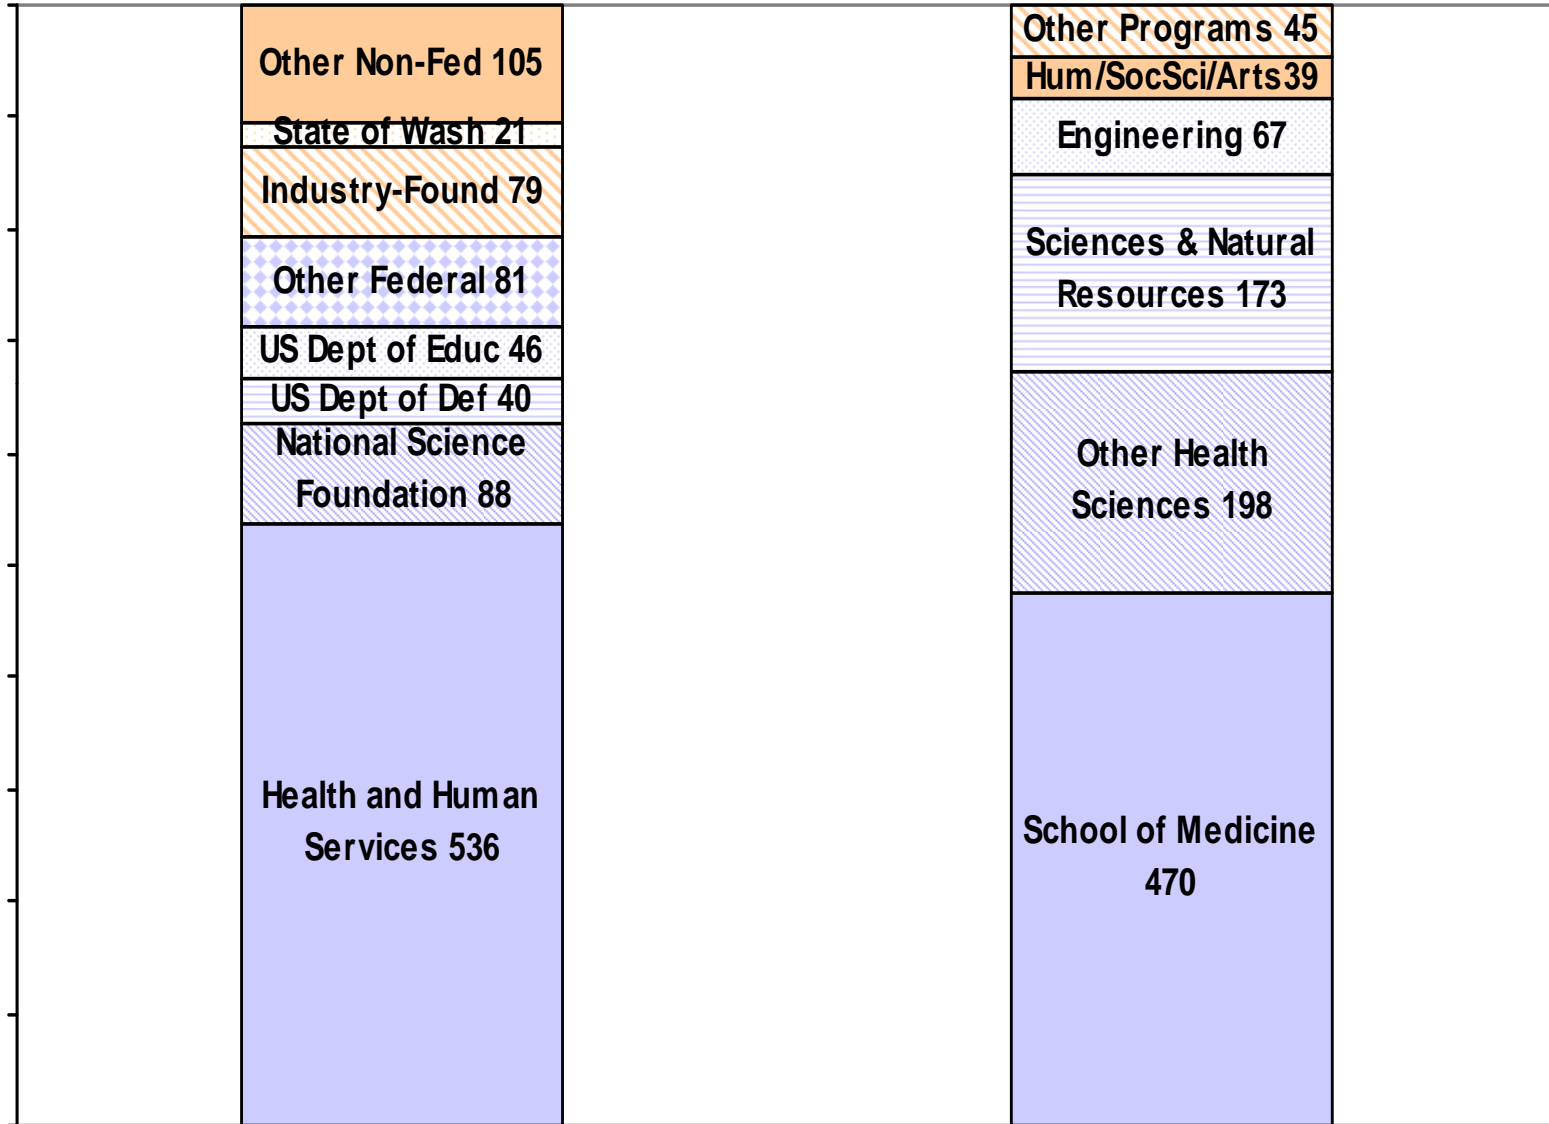 Other Non-Fed 105
State of Wash 21
Industry-Found 79
Other Federal 81
US Dept of Educ 46
US Dept of Def 40
National Science
Foundation 88
Health and Human
Services 536
Other Programs 45
Hum/SocSci/Arts39
Engineering 67
Sciences & Natural
Resources 173
Other Health
Sciences 198
School of Medicine
470